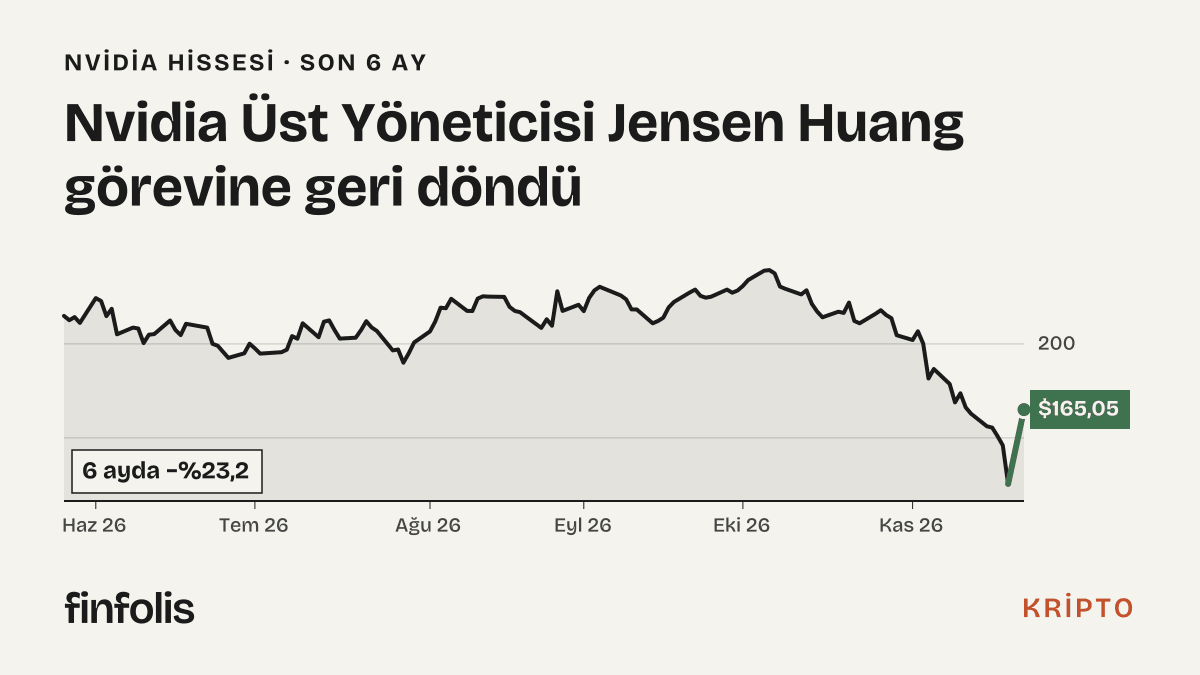 NVİDİA HİSSESİ · SON 6 AY
Nvidia Üst Yöneticisi Jensen Huang
görevine geri döndü
200
$165,05
6 ayda −%23,2
Haz 26 Tem 26 Ağu 26 Eyl 26 Eki 26 Kas 26
finfolis
KRİPTO